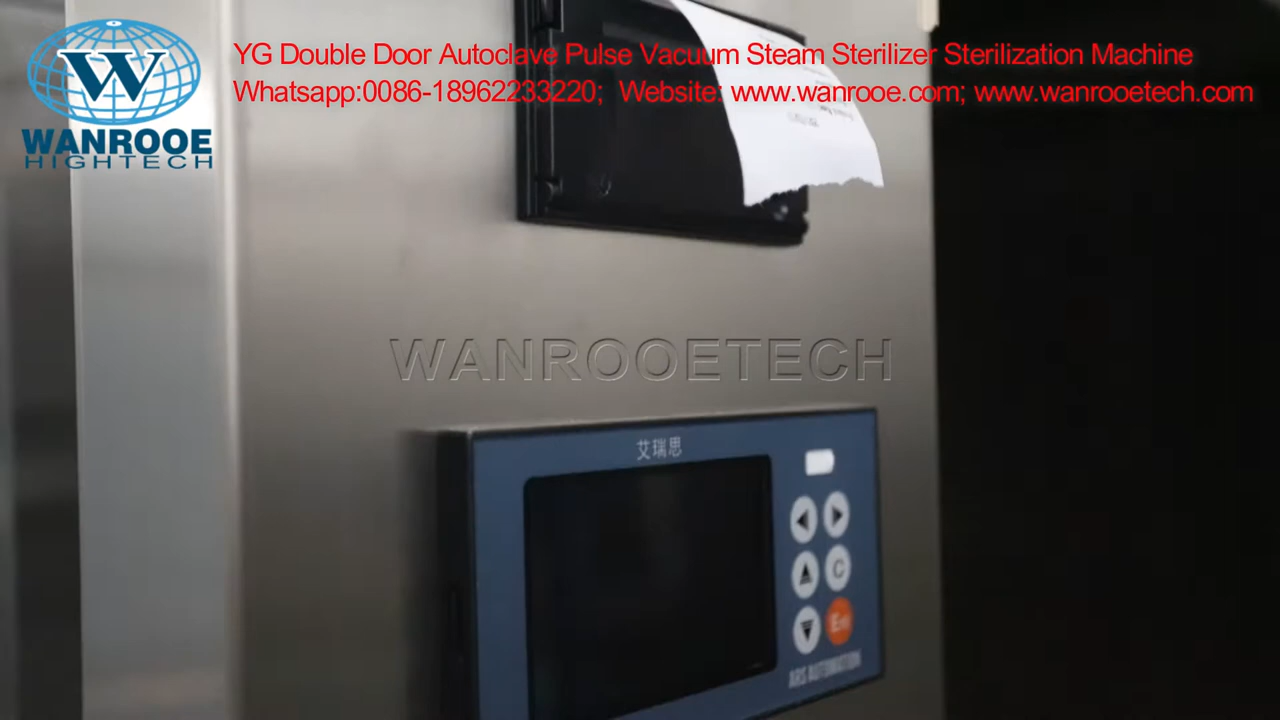 W
WANROOE
HIGHTECH
YG Double Door Autoclave Pulse Vacuum Steam Sterilizer Sterilization Machine
Whatsapp:0086-18962233220; Website: www.wanrooe.com; www.wanrooetech.com
WANROOETECH
艾瑞思
C
En
ARS AUTOMATION